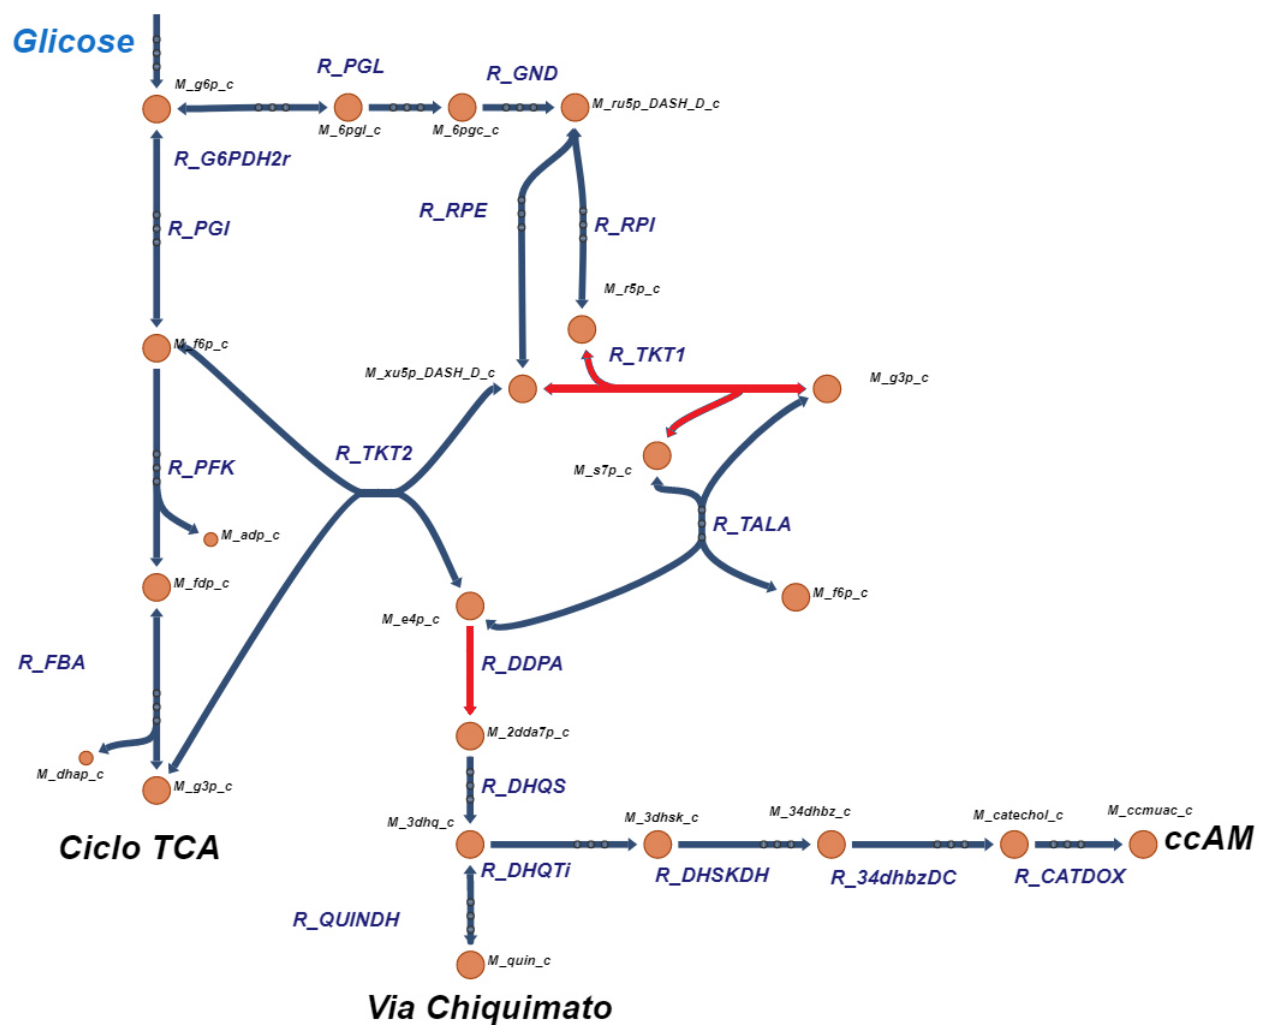 Glicose
M_g6p_c
R_PGL
R_GND
M_6pgl_c
M_6pgc_c
M_ru5p_DASH_D_c
R_G6PDH2r
R_PGI
R_RPE
R_RPI
M_r5p_c
M_f6p_c
R_TKT1
M_xu5p_DASH_D_c
M_g3p_c
R_TKT2
R_PFK
M_s7p_c
R_TALA
M_adp_c
M_fdp_c
M_f6p_c
M_e4p_c
R_FBA
R_DDPA
M_2dda7p_c
M_dhap_c
M_g3p_c
R_DHQS
Ciclo TCA
M_3dhq_c
M_3dhsk_c
M_34dhbz_c
M_catechol_c
M_ccmuac_c
ccAM
R_DHQTi
R_DHSKDH
R_34dhbzDC
R_CATDOX
R_QUINDH
M_quin_c
Via Chiquimato